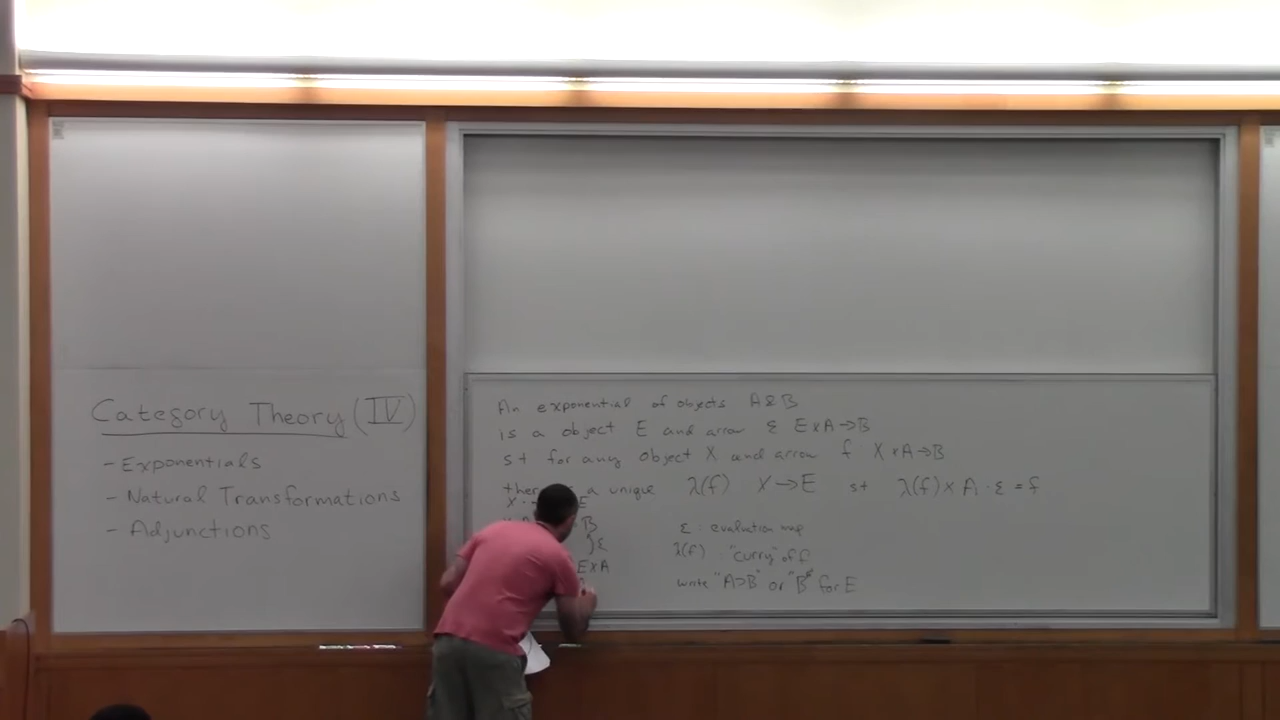 Category Theory (IV)
- Exponentials
- Natural Transformations
- Adjunctions
An exponential of objects A & B
is a object E and arrow ε E×A→B
st for any object X and arrow f X×A→B
a unique λ(f) X→E st λ(f)×A · ε = f
E
B
ε
E×A
ε : evaluation map
λ(f) : "curry" of f
write "A⊃B" or "Bᴬ" for E